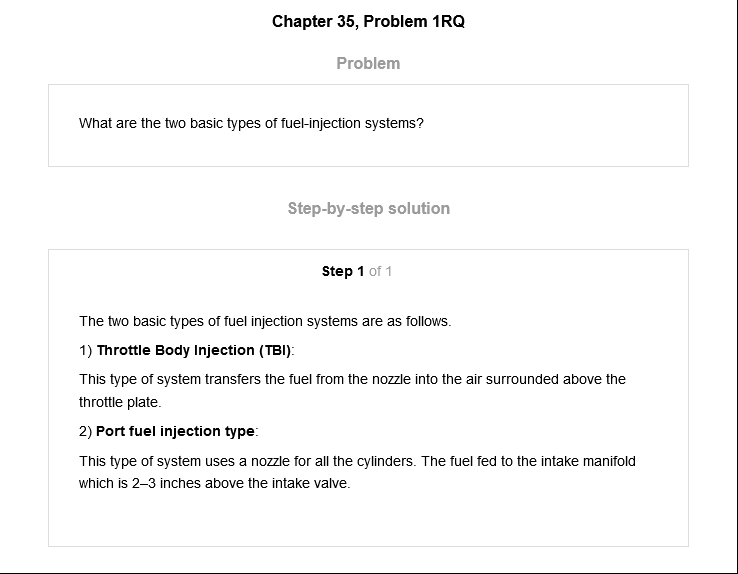 Chapter 35, Problem 1RQ
Problem
What are the two basic types of fuel-injection systems?
Step-by-step solution
Step 1 of 1
The two basic types of fuel injection systems are as follows.
1) Throttle Body Injection (TBI):
This type of system transfers the fuel from the nozzle into the air surrounded above the
throttle plate.
2) Port fuel injection type:
This type of system uses a nozzle for all the cylinders. The fuel fed to the intake manifold
which is 2–3 inches above the intake valve.